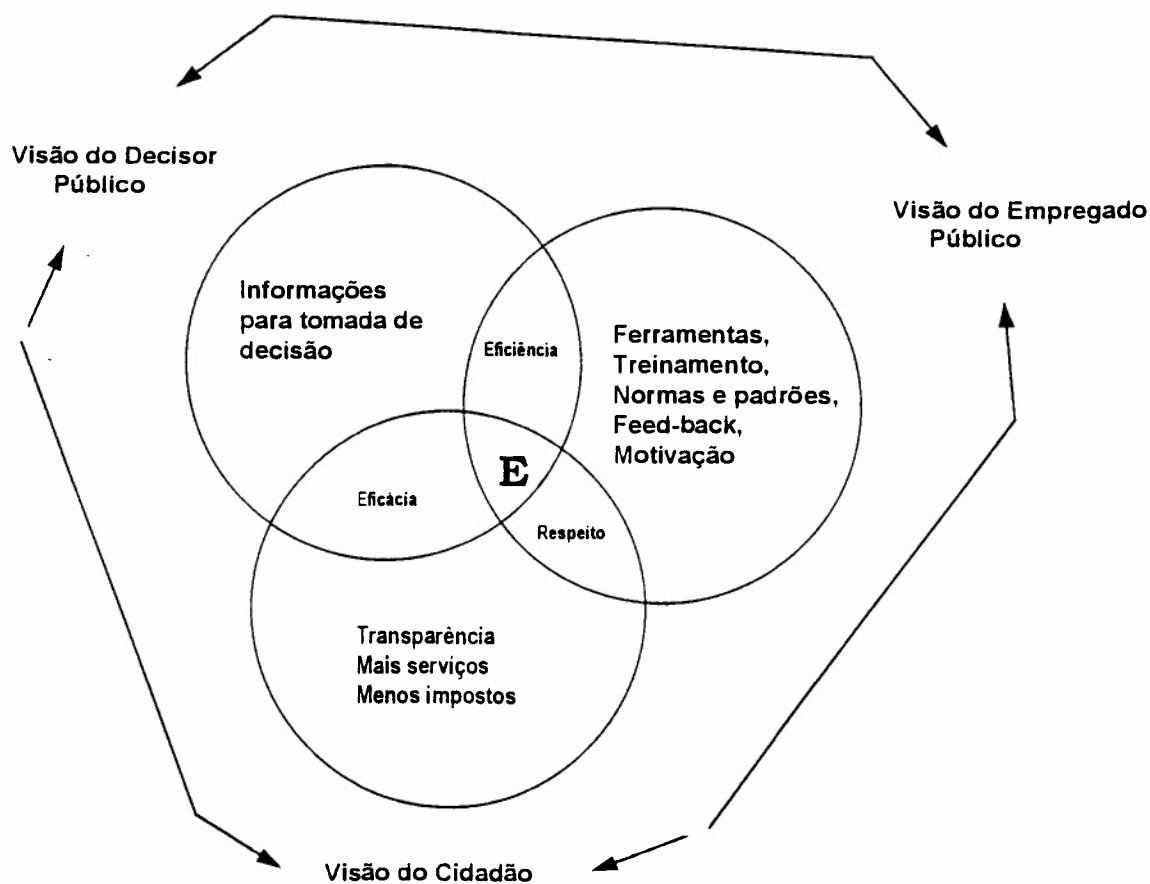 Visão do Decisor
Público
Visão do Empregado
Público
Informações
para tomada de
decisão
Eficiência
Ferramentas,
Treinamento,
Normas e padrões,
Feed-back,
Motivação
E
Eficácia
Respeito
Transparência
Mais serviços
Menos impostos
Visão do Cidadão